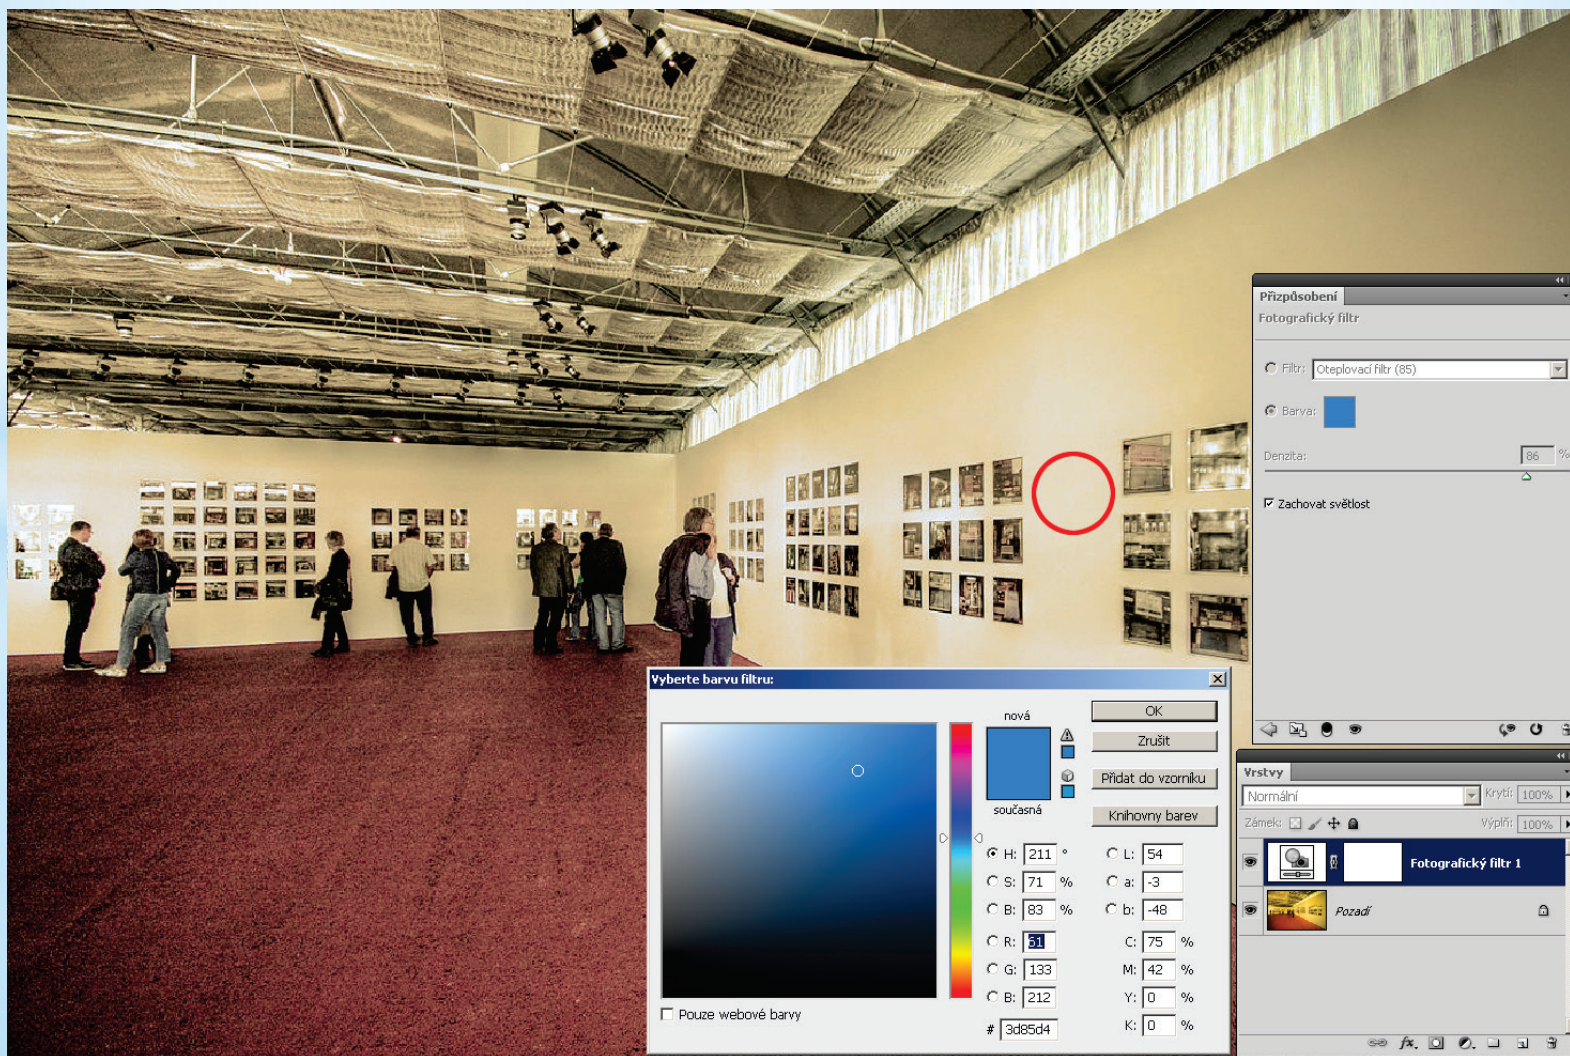 Přizpůsobení
Fotografický filtr
Filtr: Oteplovací filtr (85)
Barva:
Denzita: 86 %
Zachovat světlost
Vyberte barvu filtru:
nová
současná
OK
Zrušit
Přidat do vzorníku
Knihovny barev
H: 211 °
S: 71 %
B: 83 %
R: 61
G: 133
B: 212
# 3d85d4
L: 54
a: -3
b: -48
C: 75 %
M: 42 %
Y: 0 %
K: 0 %
Pouze webové barvy
Vrstvy
Normální
Krytí: 100%
Zámek:
Výplň: 100%
Fotografický filtr 1
Pozadí
fx.